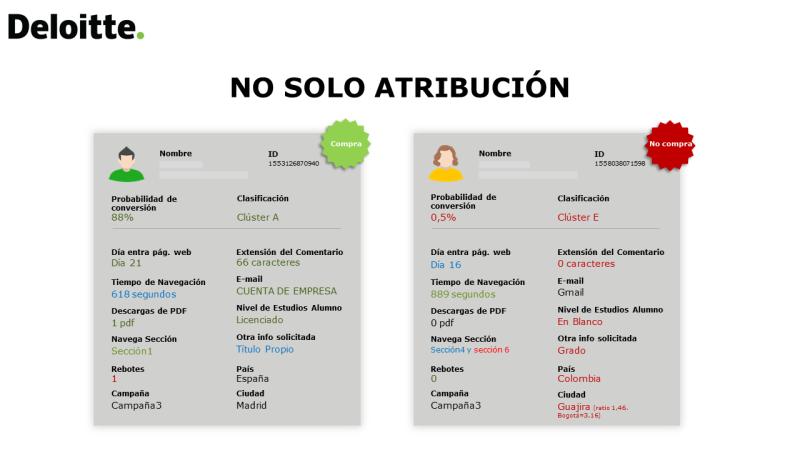 Deloitte.
NO SOLO ATRIBUCIÓN
Compra
Nombre
ID
1553126870940
Probabilidad de
conversión
88%
Clasificación
Clúster A
Día entra pág. web
Día 21
Extensión del Comentario
66 caracteres
Tiempo de Navegación
618 segundos
E-mail
CUENTA DE EMPRESA
Descargas de PDF
1 pdf
Nivel de Estudios Alumno
Licenciado
Navega Sección
Sección1
Otra info solicitada
Título Propio
Rebotes
1
País
España
Campaña
Campaña3
Ciudad
Madrid
No compra
Nombre
ID
1558038071598
Probabilidad de
conversión
0,5%
Clasificación
Clúster E
Día entra pág. web
Día 16
Extensión del Comentario
0 caracteres
Tiempo de Navegación
889 segundos
E-mail
Gmail
Descargas de PDF
0 pdf
Nivel de Estudios Alumno
En Blanco
Navega Sección
Sección4 y sección 6
Otra info solicitada
Grado
Rebotes
0
País
Colombia
Campaña
Campaña3
Ciudad
Guajira (ratio 1,46.
Bogotá=3.16)